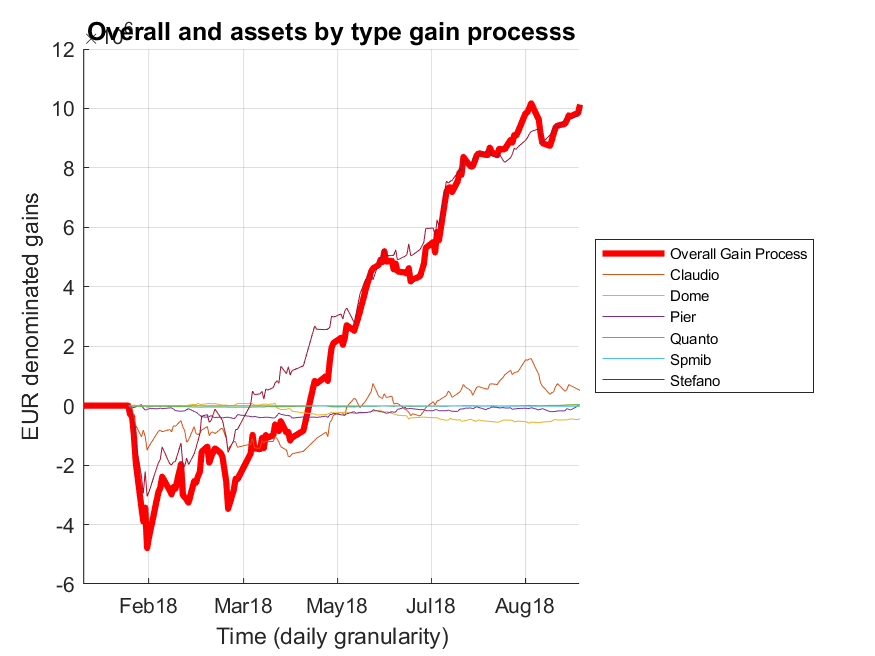 Overall and assets by type gain processs
× 10^6
12
10
8
6
4
2
0
-2
-4
-6
EUR denominated gains
Feb18 Mar18 May18 Jul18 Aug18
Time (daily granularity)
Overall Gain Process
Claudio
Dome
Pier
Quanto
Spmib
Stefano